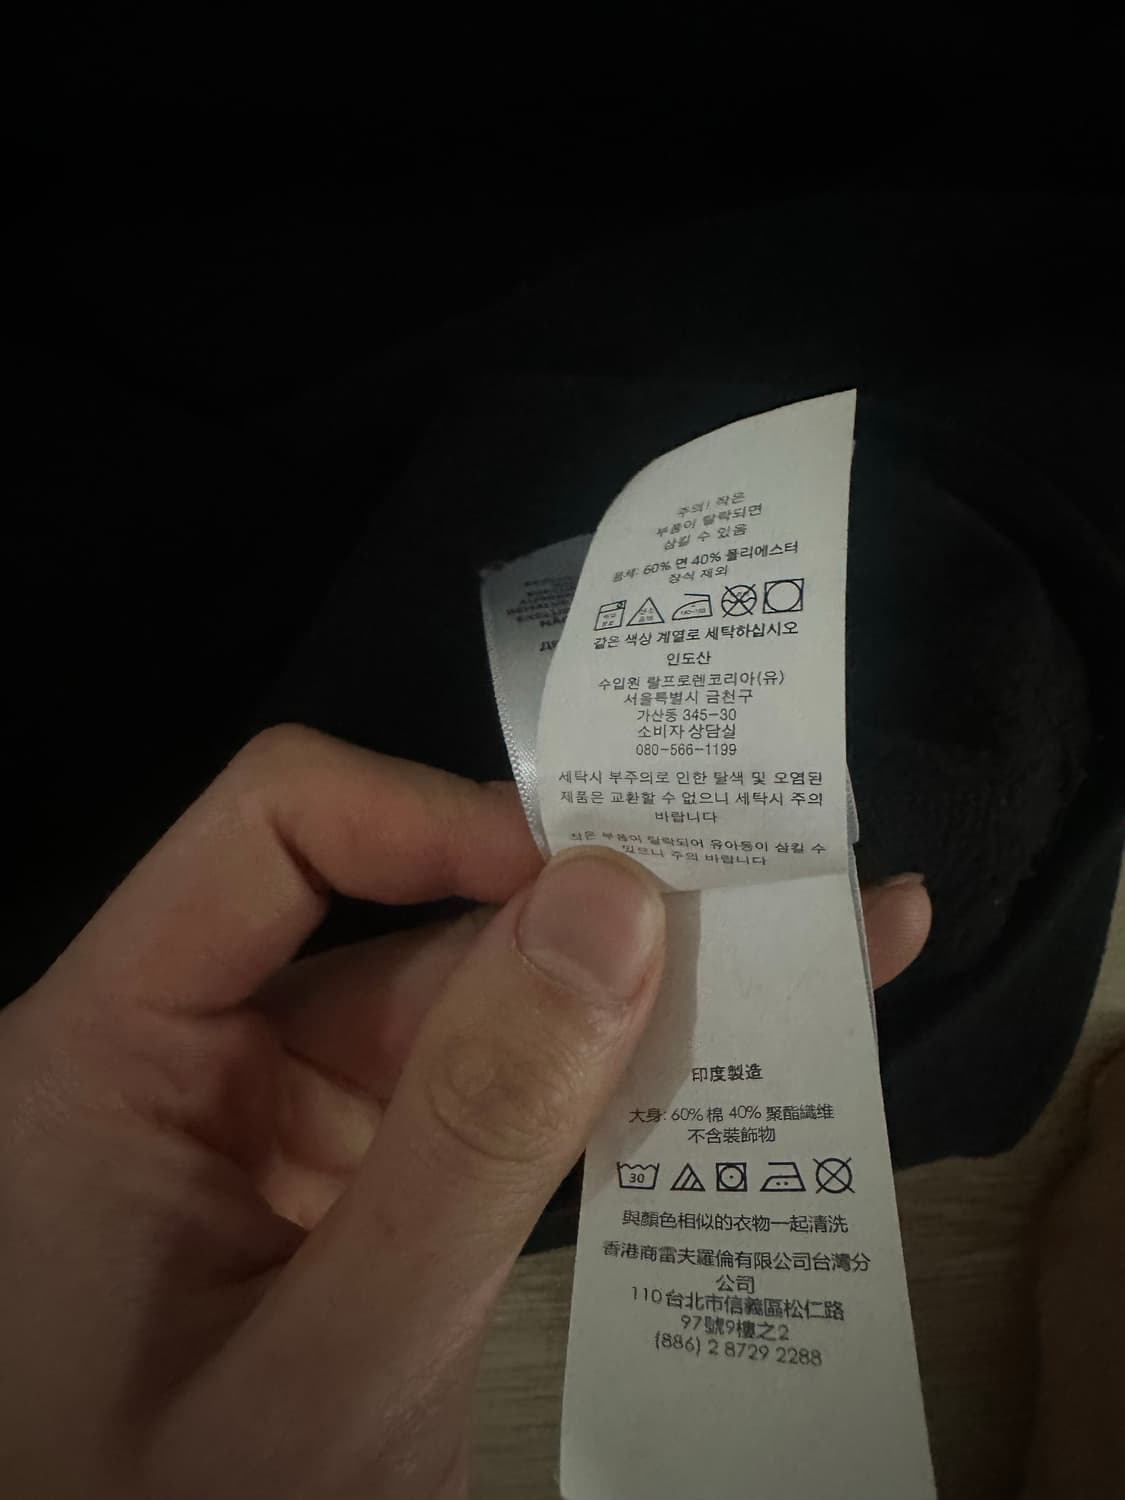 주의! 작은
부품이 탈락되면
삼킬 수 있음
몸체: 60% 면 40% 폴리에스터
장식 제외
같은 색상 계열로 세탁하십시오
인도산
수입원 랄프로렌코리아(유)
서울특별시 금천구
가산동 345-30
소비자 상담실
080-566-1199
세탁시 부주의로 인한 탈색 및 오염된
제품은 교환할 수 없으니 세탁시 주의
바랍니다
작은 부품이 탈락되어 유아동이 삼킬 수
있으니 주의 바랍니다
印度製造
大身: 60% 棉 40% 聚酯纖維
不含裝飾物
30
與顏色相似的衣物一起清洗
香港商雷夫羅倫有限公司台灣分
公司
110台北市信義區松仁路
97號9樓之2
(886) 2 8729 2288